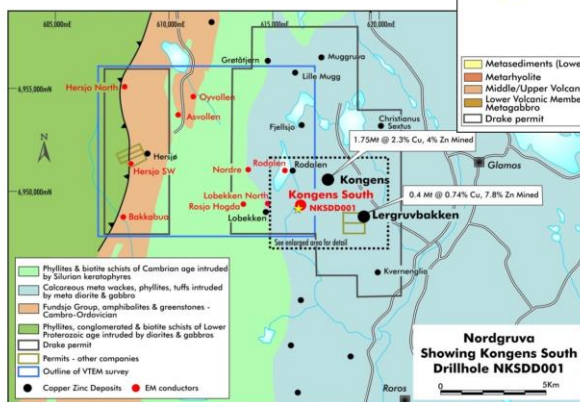 605,000mE
610,000mE
615,000mE
620,000mE
Metasediments (Low
Metarhyolite
Middle/Upper Volcan
Lower Volcanic Membe
Metagabbro
Drake permit
Gretåtjern
Muggruva
Lille Mugg
6,955,000mN
Hersjo North
Oyvollen
Asvollen
Christianus
Sextus
Fjellsjo
1.75Mt @ 2.3% Cu, 4% Zn Mined
Hersjø
Hersjo SW
Nordre
Rodalen
Rodalen
Glamos
Kongens
6,950,000mN
Kongens South
NKSDD001
0.4 Mt @ 0.74% Cu, 7.8% Zn Mined
Lobekken North
Rosjo Hogda
Lobekken
Lergruvbakken
Bakkabua
See enlarged area for detail
Kvernenglia
Phyllites & biotite schists of Cambrian age intruded
by Silurian keratophyres
Calcareous meta wackes, phyllites, tuffs intruded
by meta diorite & gabbro
Fundsjo Group, amphibolites & greenstones -
Cambro-Ordovician
Phyllites, conglomerated & biotite schists of Lower
Proterozoic age intruded by diorites & gabbros
Drake permit
Permits - other companies
Outline of VTEM survey
Copper Zinc Deposits
EM conductors
Nordgruva
Showing Kongens South
Drillhole NKSDD001
0
5Km
Roros